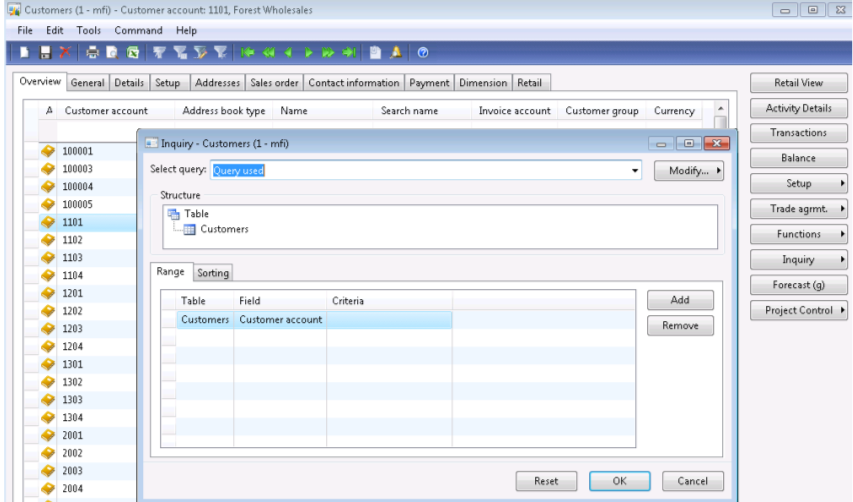 Customers (1 - mfi) - Customer account: 1101, Forest Wholesales
File Edit Tools Command Help
Overview General Details Setup Addresses Sales order Contact information Payment Dimension Retail
A Customer account Address book type Name Search name Invoice account Customer group Currency
100001
100003
100004
100005
1101
1102
1103
1104
1201
1202
1203
1204
1301
1302
1303
1304
2001
2002
2003
2004
Inquiry - Customers (1 - mfi)
Select query: Query used Modify...
Structure
Table
Customers
Range Sorting
Table Field Criteria
Customers Customer account
Add
Remove
Reset OK Cancel
Retail View
Activity Details
Transactions
Balance
Setup
Trade agrmt.
Functions
Inquiry
Forecast (g)
Project Control